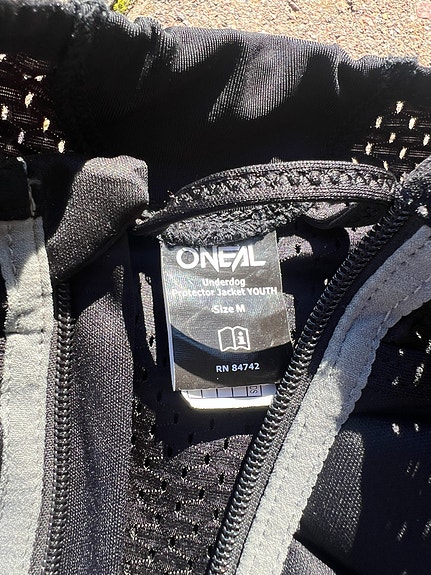 ONEAL
Underdog
Protector Jacket YOUTH
Size M
RN 84742